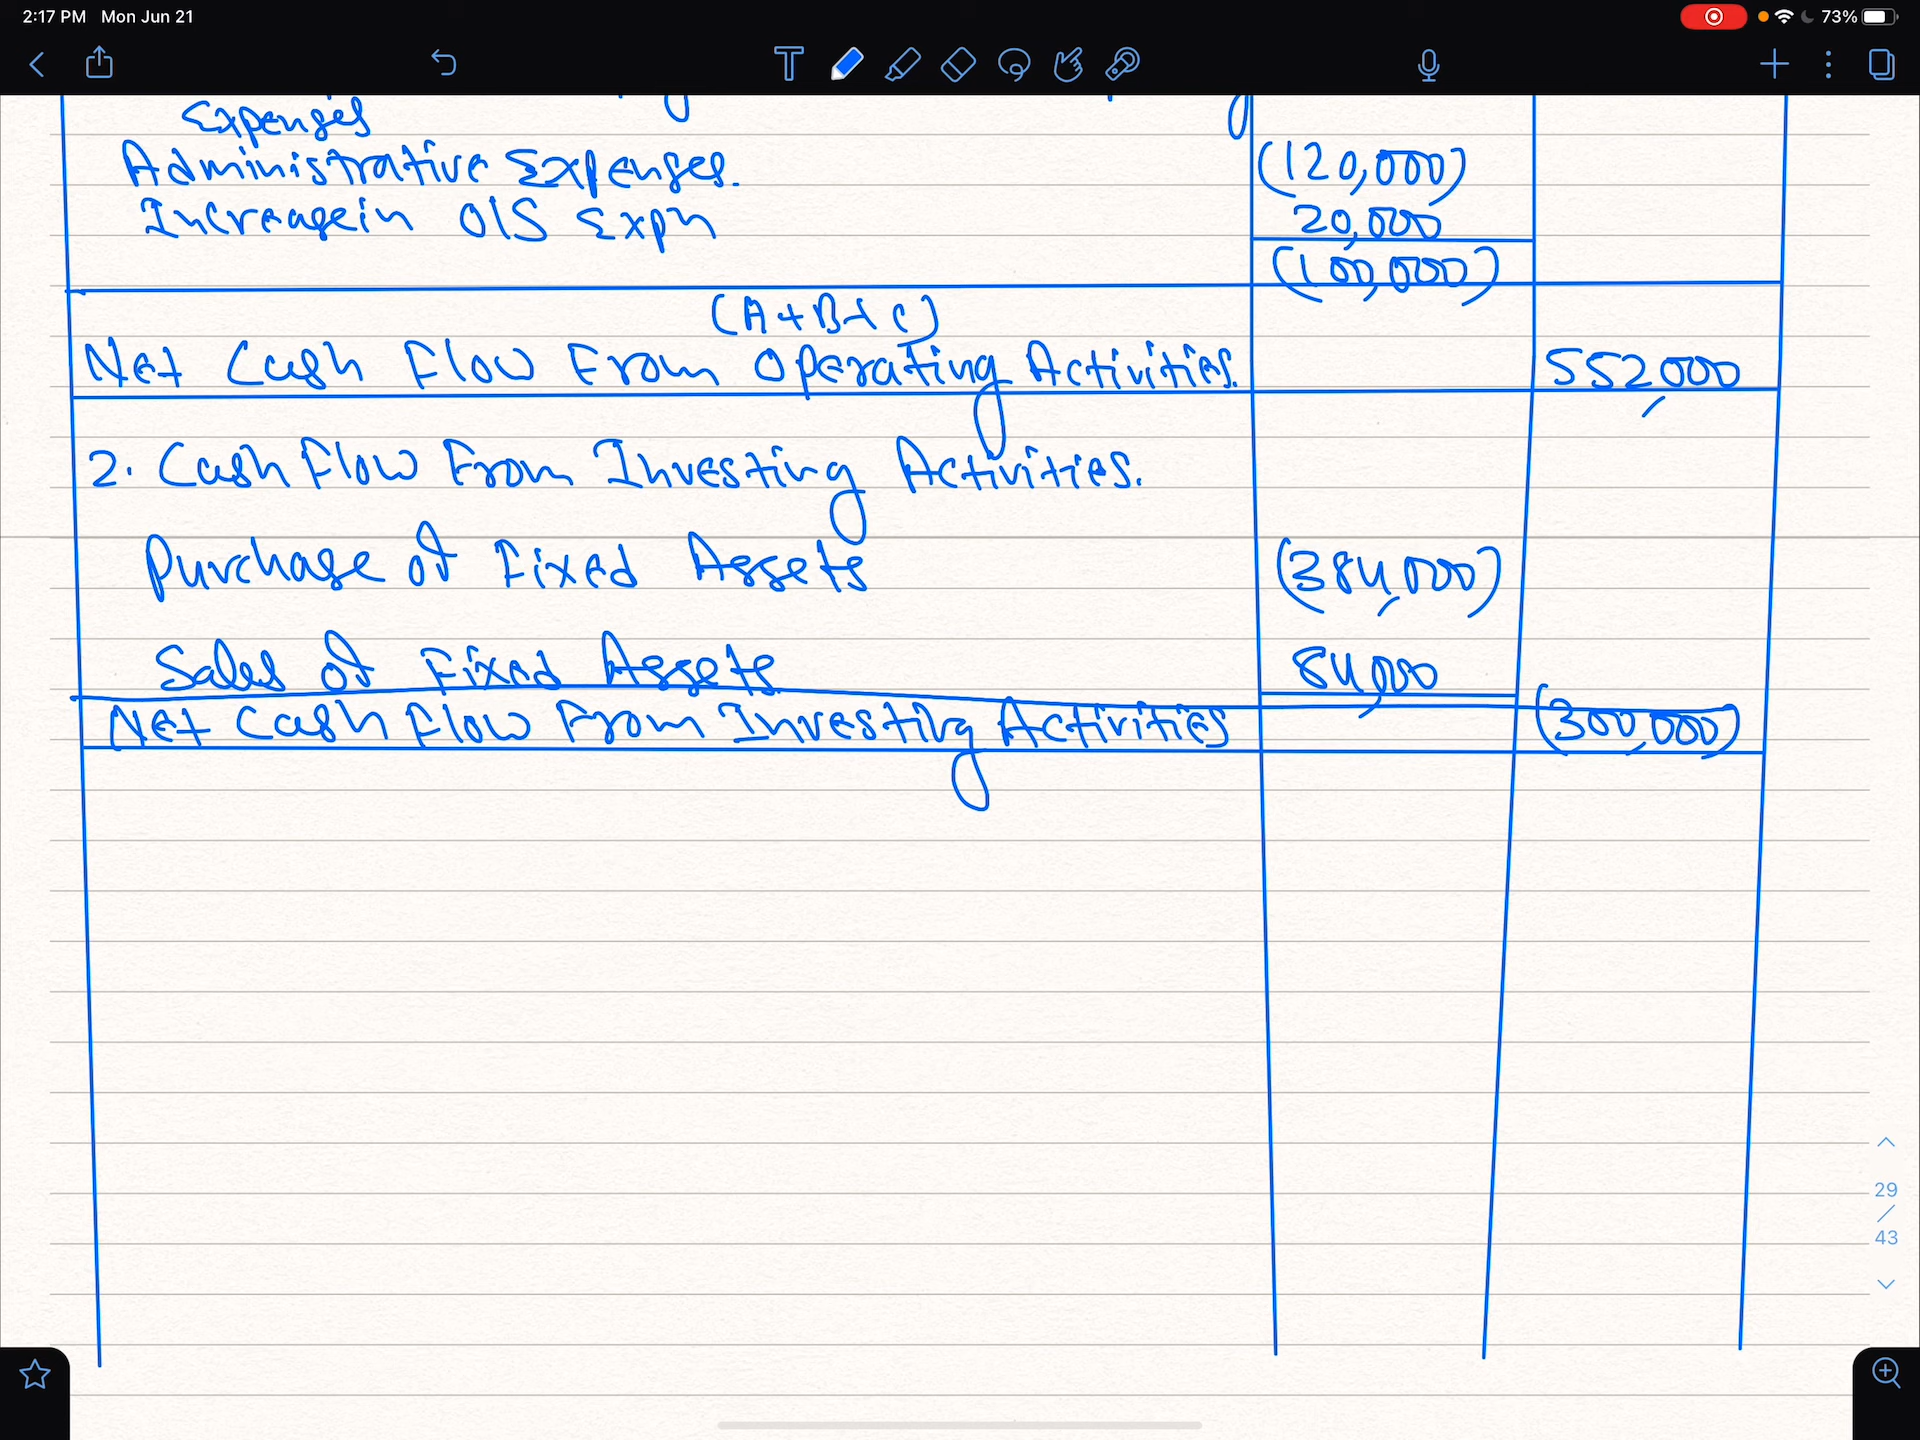 2:17 PM Mon Jun 21
73%
Expenses
Administrative Expenses. (120,000)
Increase in O/S Expn 20,000
(100,000)
(A+B+C)
Net Cash Flow From Operating Activities. 552,000
2. Cash Flow From Investing Activities.
Purchase of Fixed Assets (384,000)
Sales of Fixed Assets 84,000
Net Cash Flow From Investing Activities (300,000)
29
/
43